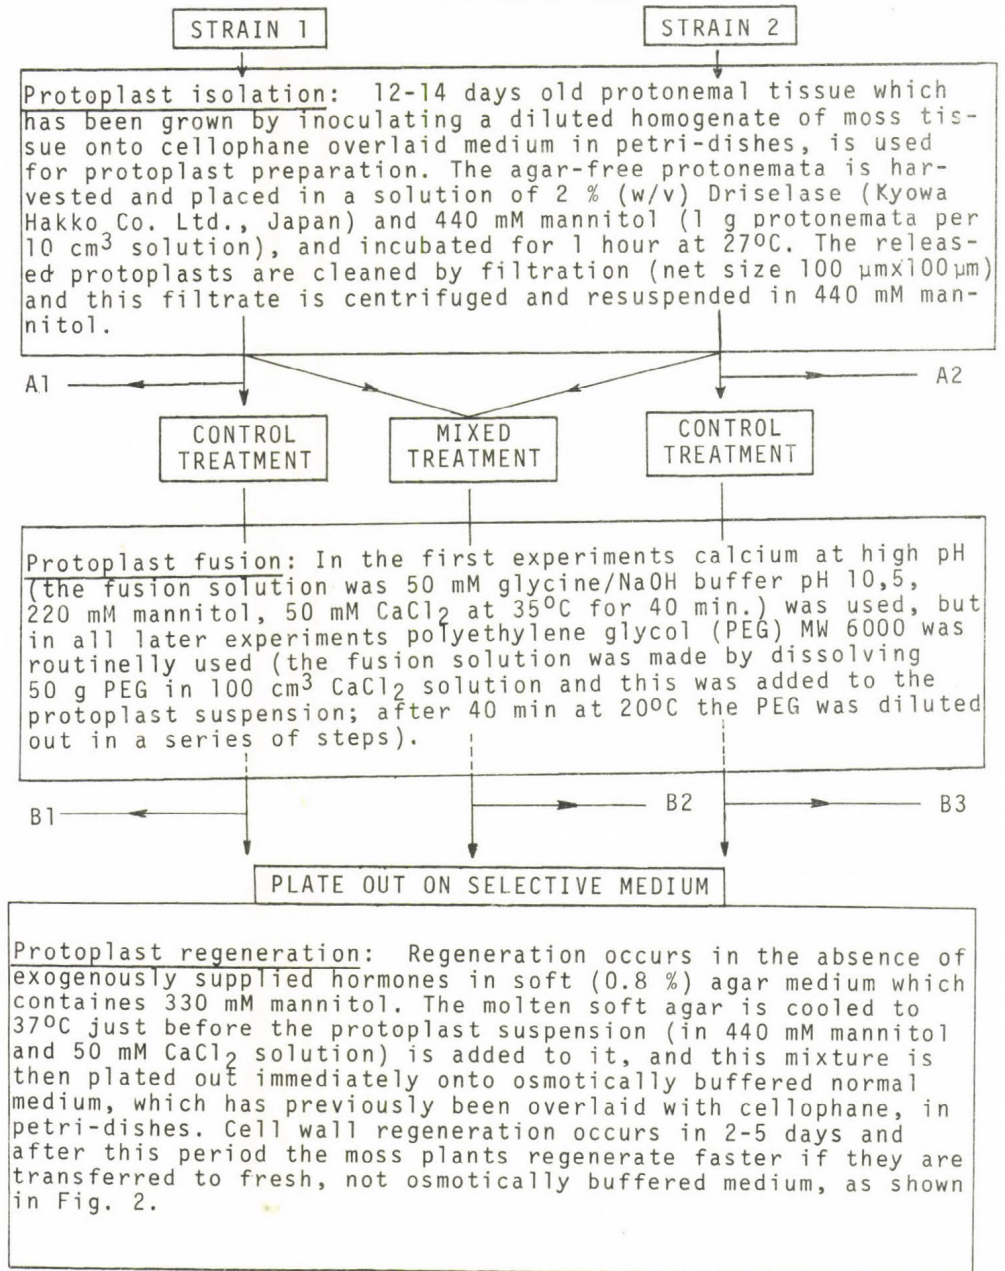 STRAIN 1
STRAIN 2
Protoplast isolation: 12-14 days old protonemal tissue which
has been grown by inoculating a diluted homogenate of moss tis-
sue onto cellophane overlaid medium in petri-dishes, is used
for protoplast preparation. The agar-free protonemata is har-
vested and placed in a solution of 2 % (w/v) Driselase (Kyowa
Hakko Co. Ltd., Japan) and 440 mM mannitol (1 g protonemata per
10 cm³ solution), and incubated for 1 hour at 27ºC. The releas-
ed protoplasts are cleaned by filtration (net size 100 µmx100µm)
and this filtrate is centrifuged and resuspended in 440 mM man-
nitol.
A1
A2
CONTROL
TREATMENT
MIXED
TREATMENT
CONTROL
TREATMENT
Protoplast fusion: In the first experiments calcium at high pH
(the fusion solution was 50 mM glycine/NaOH buffer pH 10,5,
220 mM mannitol, 50 mM CaCl₂ at 35ºC for 40 min.) was used, but
in all later experiments polyethylene glycol (PEG) MW 6000 was
routinelly used (the fusion solution was made by dissolving
50 g PEG in 100 cm³ CaCl₂ solution and this was added to the
protoplast suspension; after 40 min at 20ºC the PEG was diluted
out in a series of steps).
B1
B2
B3
PLATE OUT ON SELECTIVE MEDIUM
Protoplast regeneration: Regeneration occurs in the absence of
exogenously supplied hormones in soft (0.8 %) agar medium which
containes 330 mM mannitol. The molten soft agar is cooled to
37ºC just before the protoplast suspension (in 440 mM mannitol
and 50 mM CaCl₂ solution) is added to it, and this mixture is
then plated out immediately onto osmotically buffered normal
medium, which has previously been overlaid with cellophane, in
petri-dishes. Cell wall regeneration occurs in 2-5 days and
after this period the moss plants regenerate faster if they are
transferred to fresh, not osmotically buffered medium, as shown
in Fig. 2.